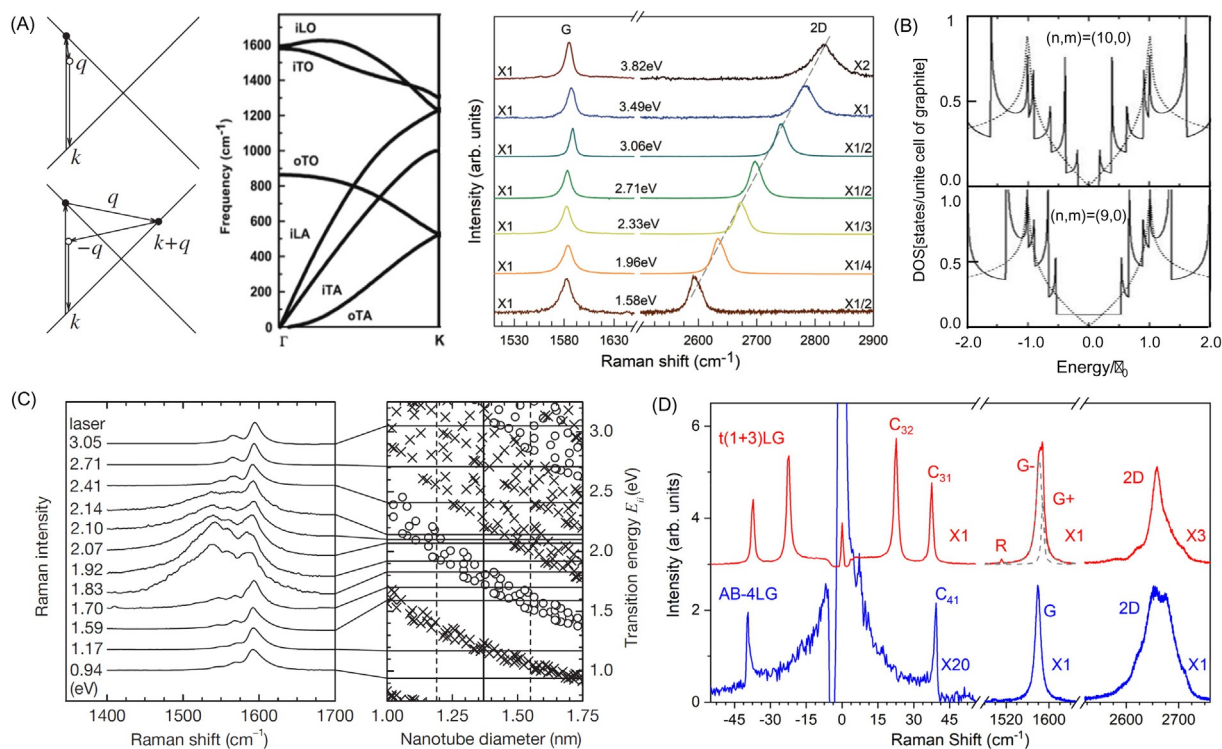 (A)
q
k
q
−q
k+q
k
Frequency (cm⁻¹)
1600
1400
1200
1000
800
600
400
200
0
iLO
iTO
oTO
iLA
iTA
oTA
Γ
K
Intensity (arb. units)
G
2D
X1 3.82eV X2
X1 3.49eV X1
X1 3.06eV X1/2
X1 2.71eV X1/2
X1 2.33eV X1/3
X1 1.96eV X1/4
X1 1.58eV X1/2
1530 1580 1630 2600 2700 2800 2900
Raman shift (cm⁻¹)
(B)
DOS[states/unite cell of graphite]
(n,m)=(10,0)
1.0
0.5
0.0
(n,m)=(9,0)
1.0
0.5
0.0
-2.0 -1.0 0.0 1.0 2.0
Energy/₀
(C)
Raman intensity
laser
3.05
2.71
2.41
2.14
2.10
2.07
1.92
1.83
1.70
1.59
1.17
0.94
(eV)
1400 1500 1600 1700
Raman shift (cm⁻¹)
3.0
2.5
2.0
1.5
1.0
Transition energy Eᵢᵢ (eV)
1.00 1.25 1.50 1.75
Nanotube diameter (nm)
(D)
Intensity (arb. units)
6
4
2
0
t(1+3)LG
C₃₂
C₃₁
X1
R
G-
G+
X1
2D
X3
AB-4LG
C₄₁
X20
G
X1
2D
X1
-45 -30 -15 0 15 30 45 1520 1600 2600 2700
Raman Shift (cm⁻¹)